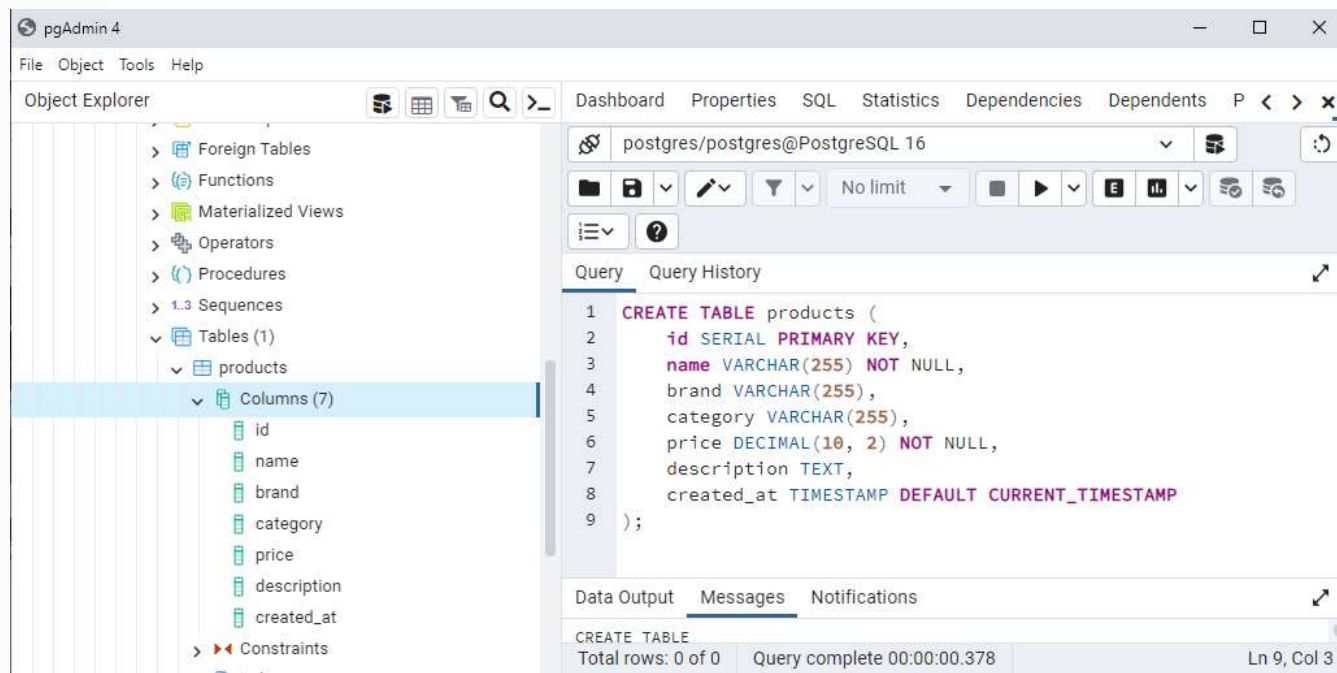 pgAdmin 4
File Object Tools Help
Object Explorer
Foreign Tables
Functions
Materialized Views
Operators
Procedures
1..3 Sequences
Tables (1)
products
Columns (7)
id
name
brand
category
price
description
created_at
Constraints
Dashboard Properties SQL Statistics Dependencies Dependents P
postgres/postgres@PostgreSQL 16
No limit
E
Query Query History
1 CREATE TABLE products (
2 id SERIAL PRIMARY KEY,
3 name VARCHAR(255) NOT NULL,
4 brand VARCHAR(255),
5 category VARCHAR(255),
6 price DECIMAL(10, 2) NOT NULL,
7 description TEXT,
8 created_at TIMESTAMP DEFAULT CURRENT_TIMESTAMP
9 );
Data Output Messages Notifications
CREATE TABLE
Total rows: 0 of 0 Query complete 00:00:00.378 Ln 9, Col 3